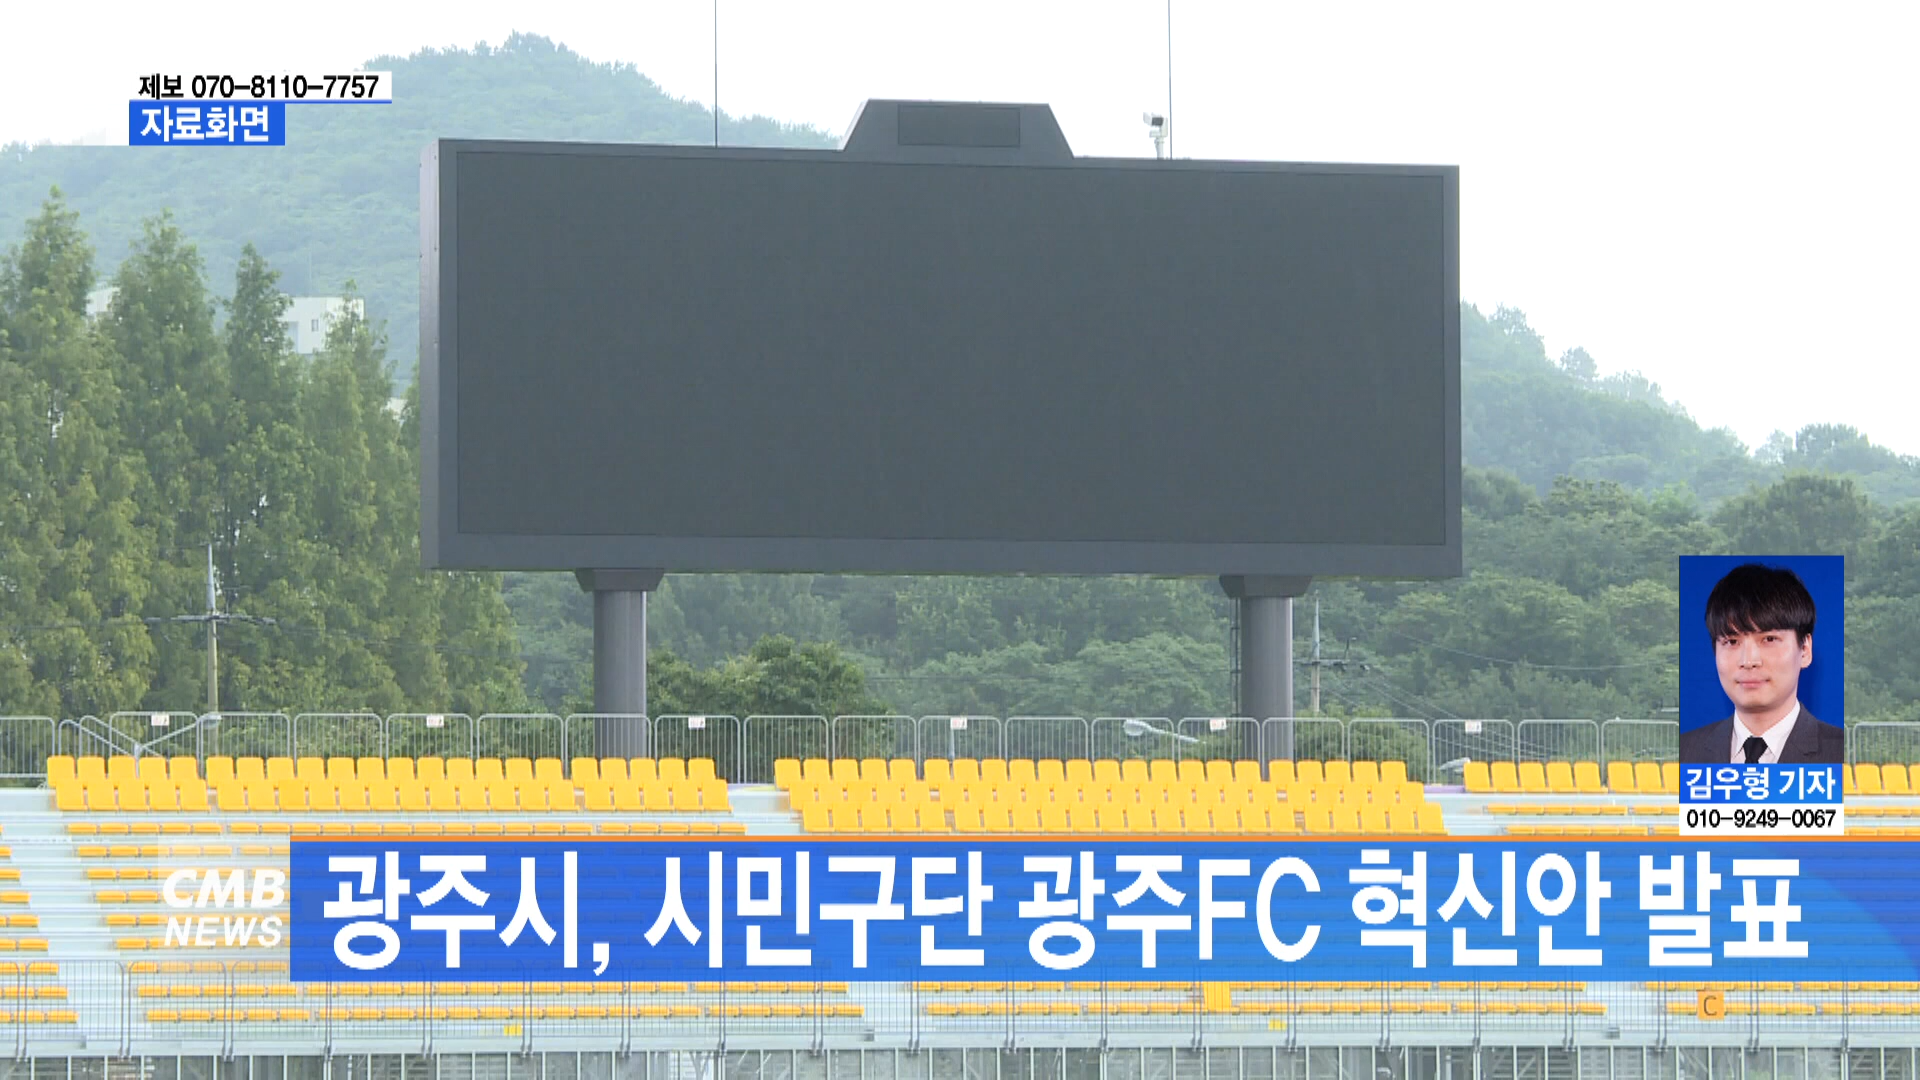 제보 070-8110-7757
자료화면
김우형 기자
010-9249-0067
CMB
NEWS
광주시, 시민구단 광주FC 혁신안 발표
C